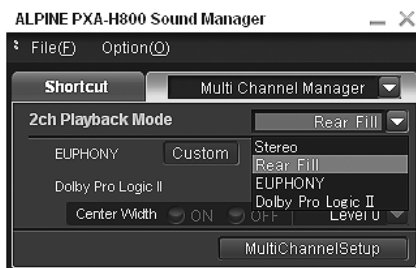 ALPINE PXA-H800 Sound Manager
File(F) Option(O)
Shortcut Multi Channel Manager
2ch Playback Mode Rear Fill
Stereo
EUPHONY Custom Rear Fill
EUPHONY
Dolby Pro Logic II Dolby Pro Logic II
Center Width ON OFF Level 0
MultiChannelSetup